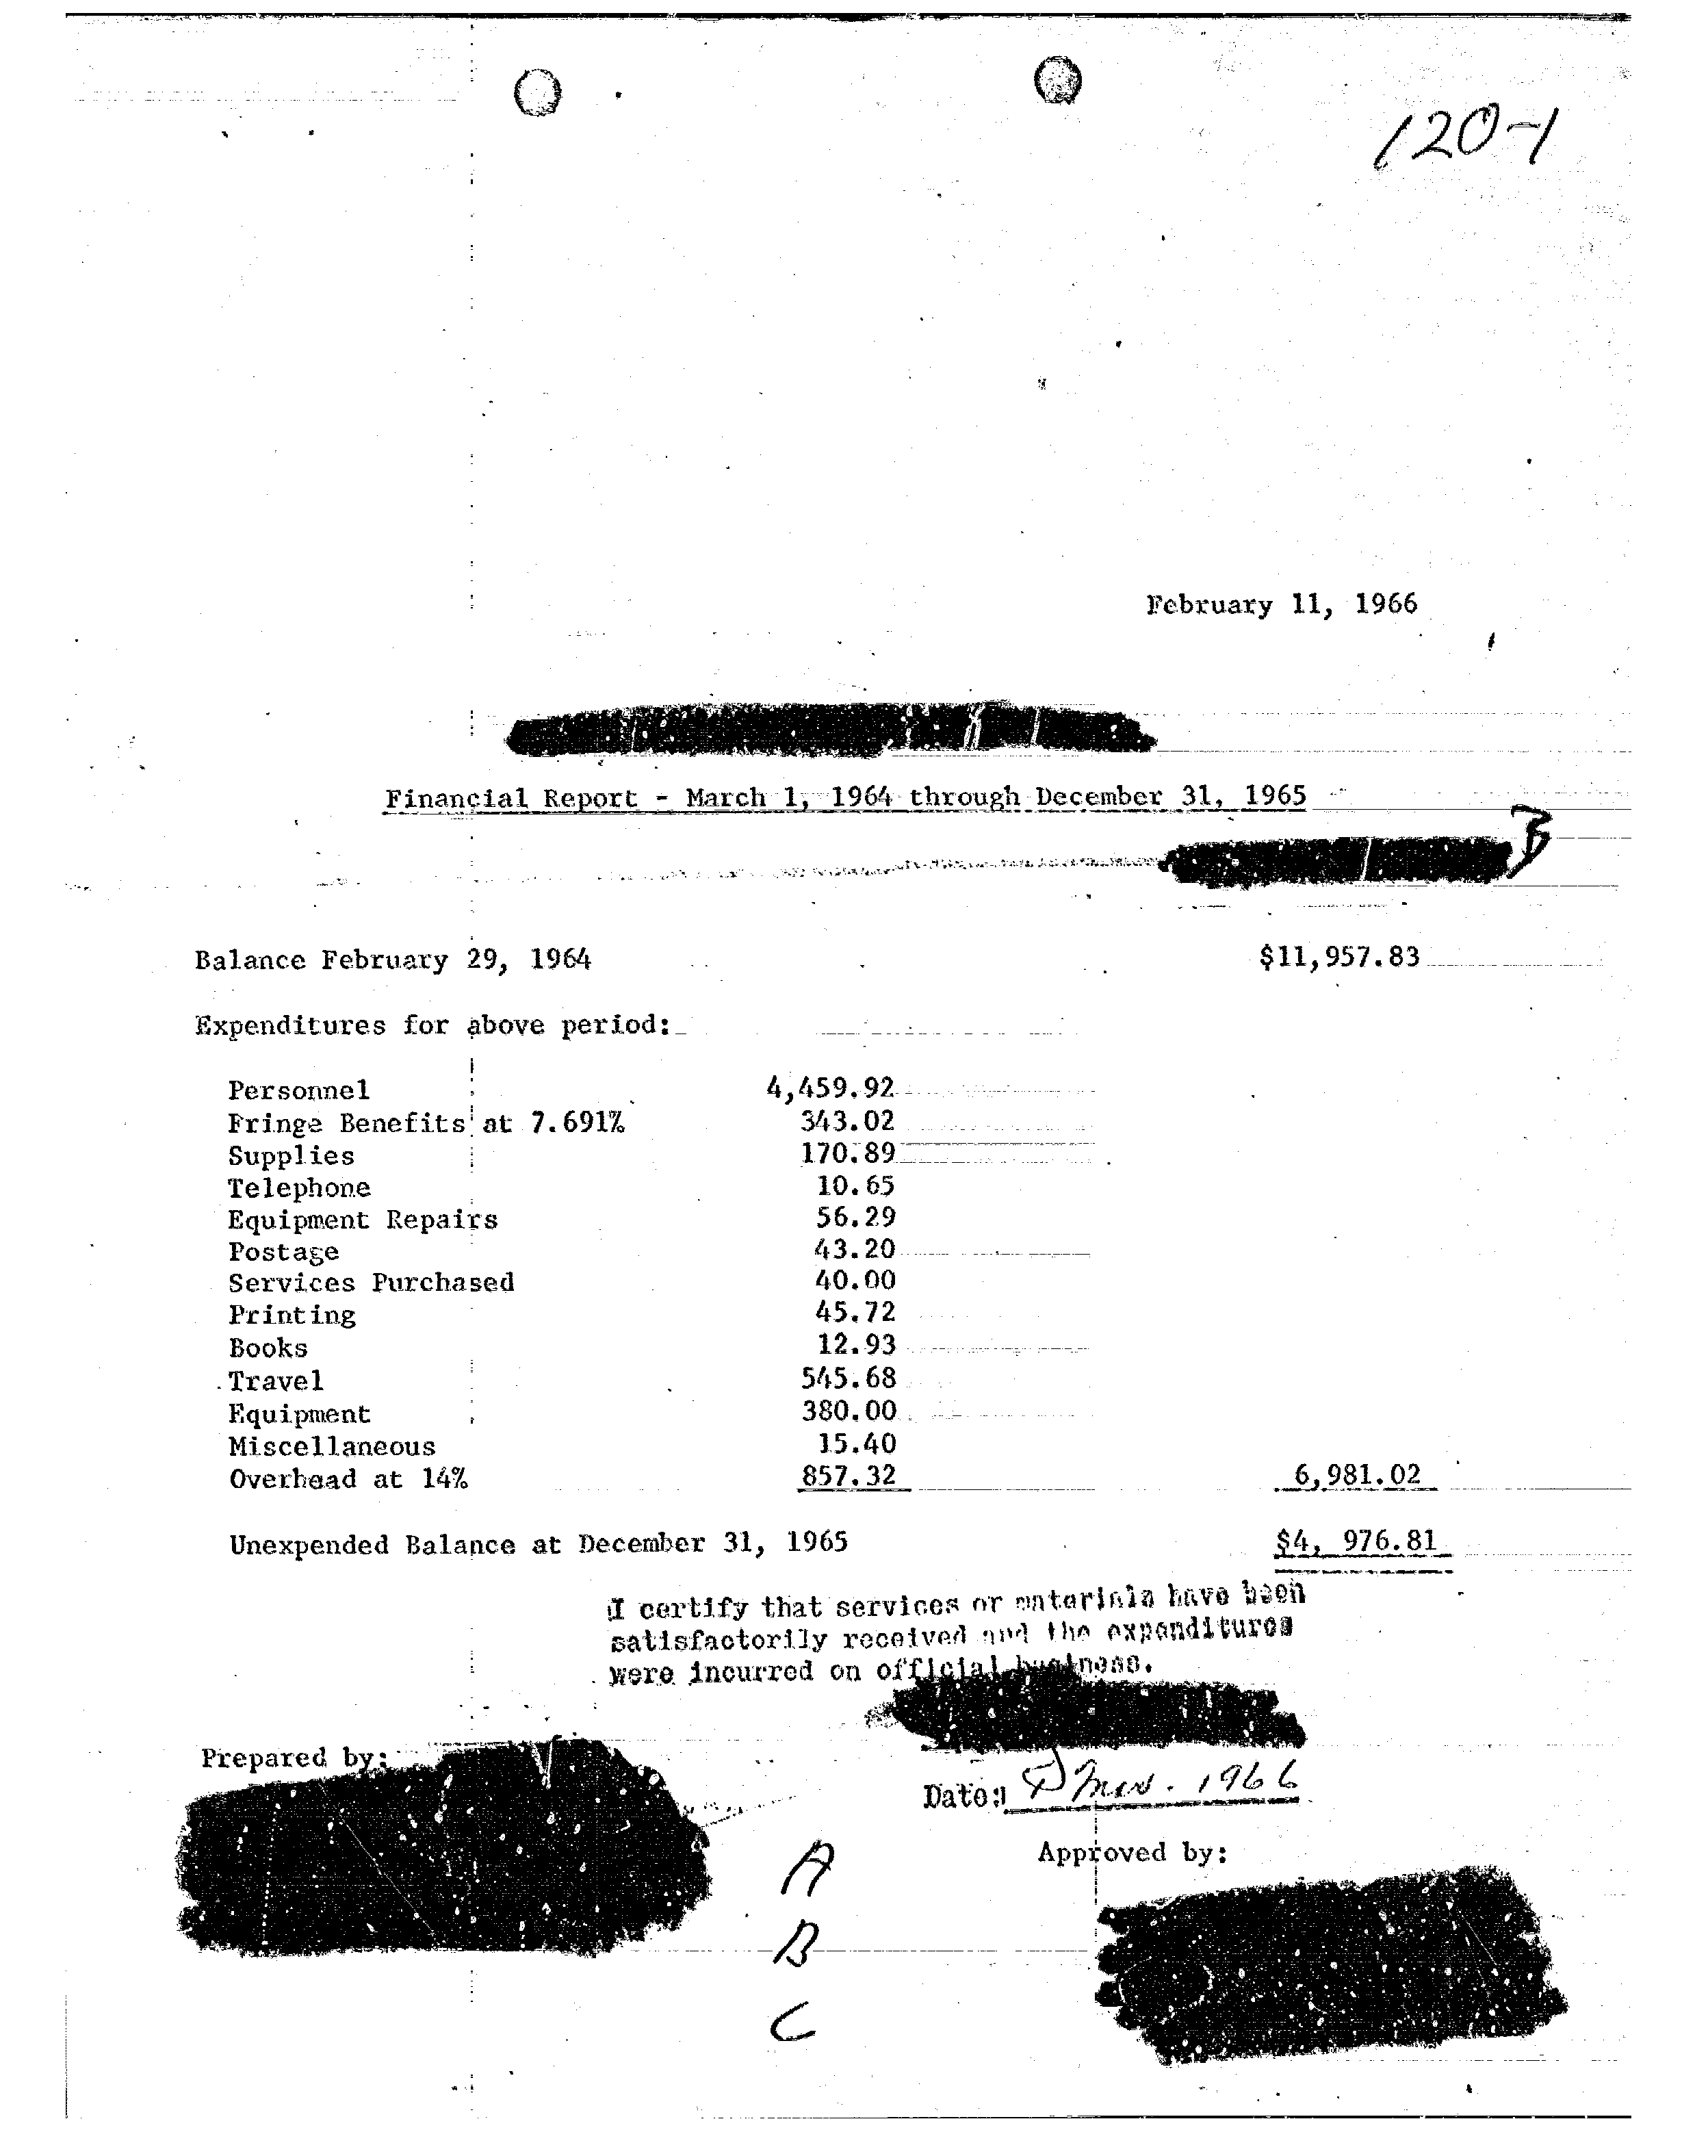 120-1
February 11, 1966
Financial Report - March 1, 1964 through December 31, 1965
B
Balance February 29, 1964 $11,957.83
Expenditures for above period:
Personnel 4,459.92
Fringe Benefits at 7.691% 343.02
Supplies 170.89
Telephone 10.65
Equipment Repairs 56.29
Postage 43.20
Services Purchased 40.00
Printing 45.72
Books 12.93
Travel 545.68
Equipment 380.00
Miscellaneous 15.40
Overhead at 14% 857.32 6,981.02
Unexpended Balance at December 31, 1965 $4, 976.81
I certify that services or materials have been
satisfactorily received and the expenditures
were incurred on official business.
Prepared by:
Date: 1966
Approved by:
A
B
C